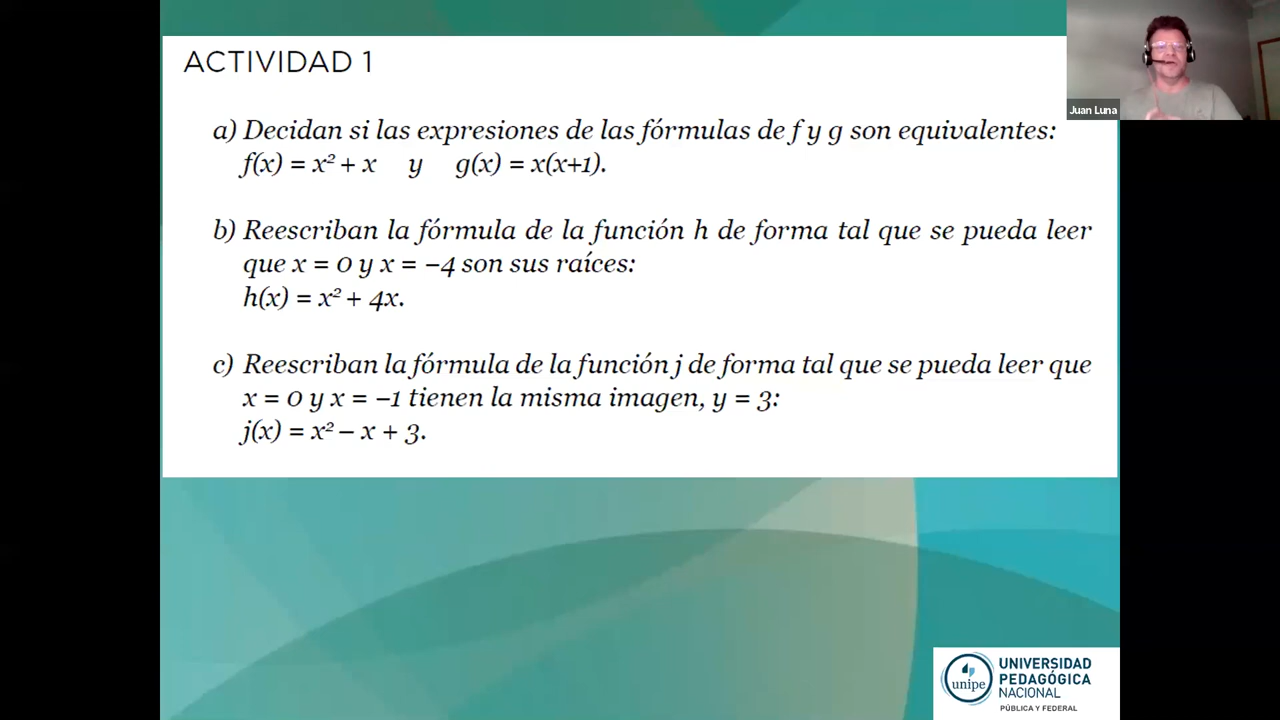 ACTIVIDAD 1
Juan Luna
a) Decidan si las expresiones de las fórmulas de f y g son equivalentes:
f(x) = x² + x y g(x) = x(x+1).
b) Reescriban la fórmula de la función h de forma tal que se pueda leer
que x = 0 y x = −4 son sus raíces:
h(x) = x² + 4x.
c) Reescriban la fórmula de la función j de forma tal que se pueda leer que
x = 0 y x = −1 tienen la misma imagen, y = 3:
j(x) = x² − x + 3.
unipe
UNIVERSIDAD
PEDAGÓGICA
NACIONAL
PÚBLICA Y FEDERAL